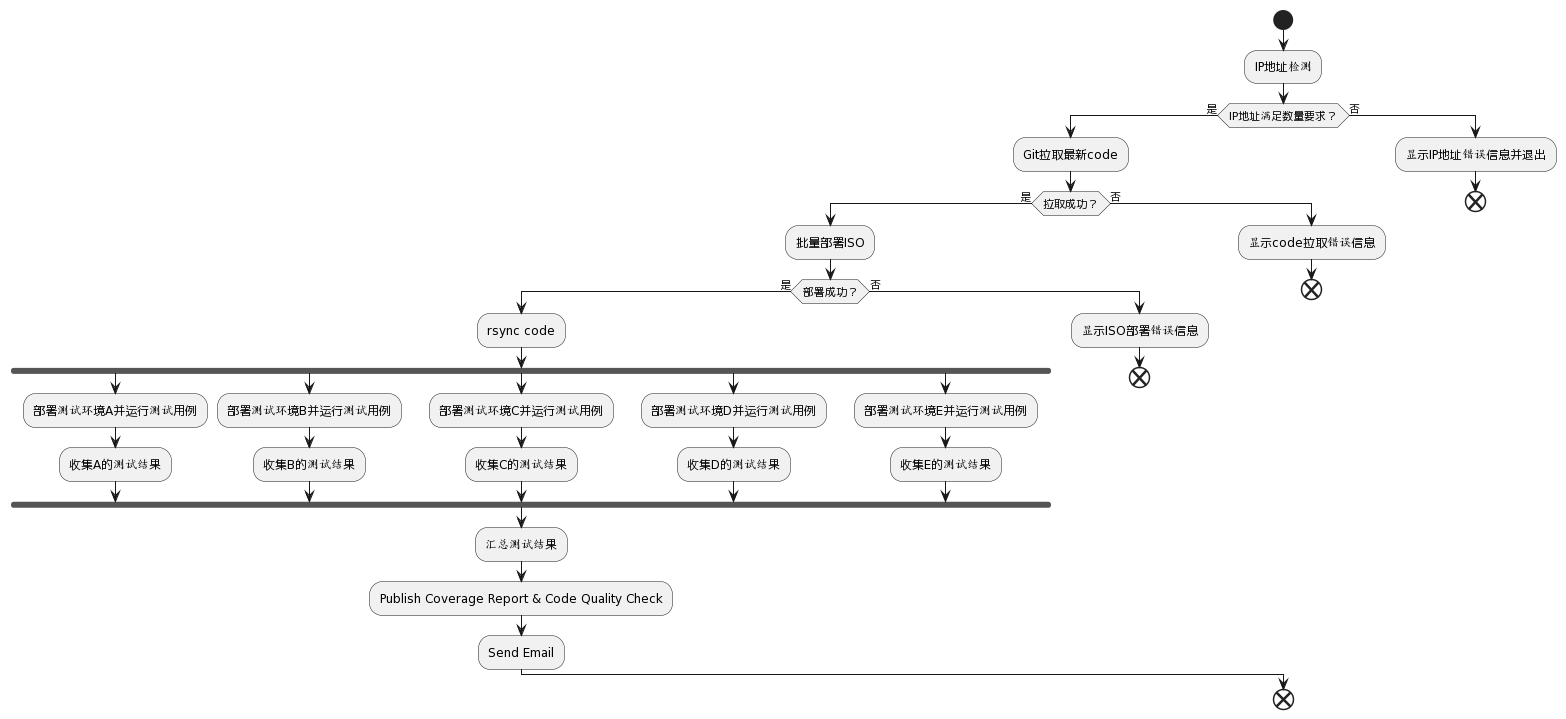 IP地址检测
是
IP地址满足数量要求？
否
Git拉取最新code
显示IP地址错误信息并退出
是
拉取成功？
否
批量部署ISO
显示code拉取错误信息
是
部署成功？
否
rsync code
显示ISO部署错误信息
部署测试环境A并运行测试用例
部署测试环境B并运行测试用例
部署测试环境C并运行测试用例
部署测试环境D并运行测试用例
部署测试环境E并运行测试用例
收集A的测试结果
收集B的测试结果
收集C的测试结果
收集D的测试结果
收集E的测试结果
汇总测试结果
Publish Coverage Report & Code Quality Check
Send Email